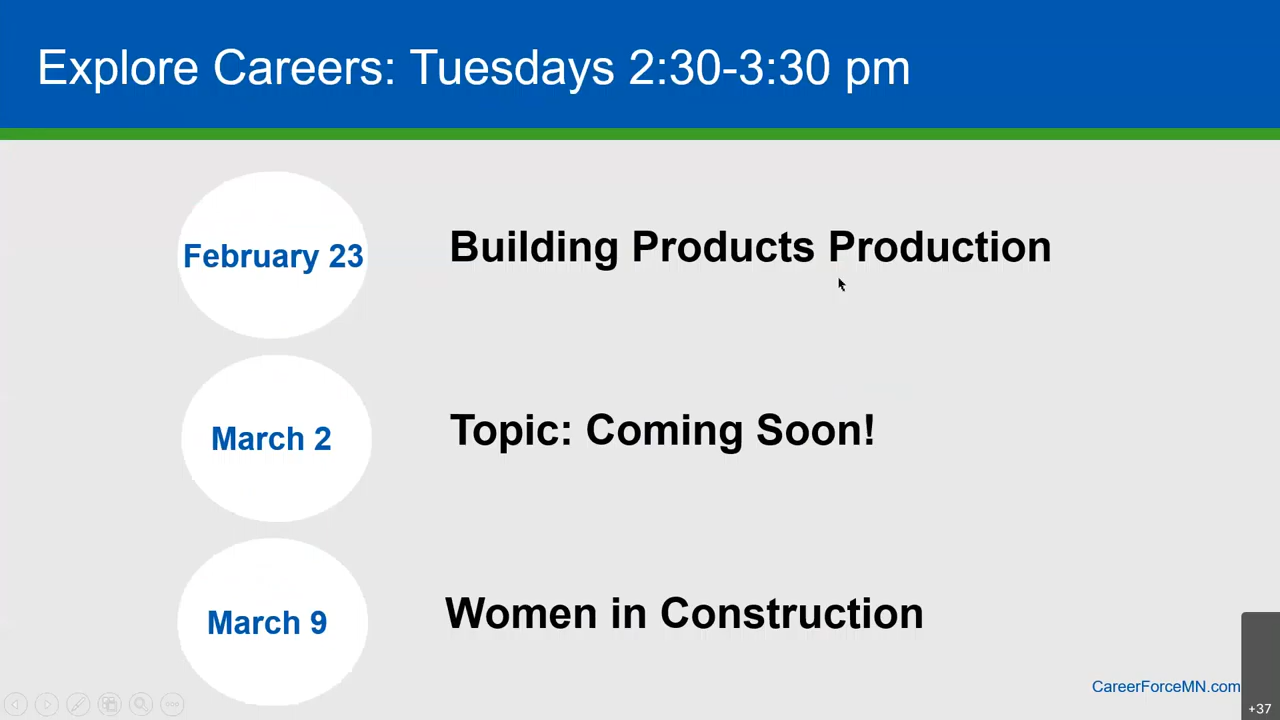 Explore Careers: Tuesdays 2:30-3:30 pm
February 23
Building Products Production
March 2
Topic: Coming Soon!
March 9
Women in Construction
CareerForceMN.com
+37